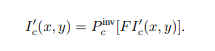 I′_c(x, y) = P_c^inv[FI′_c(x, y)].